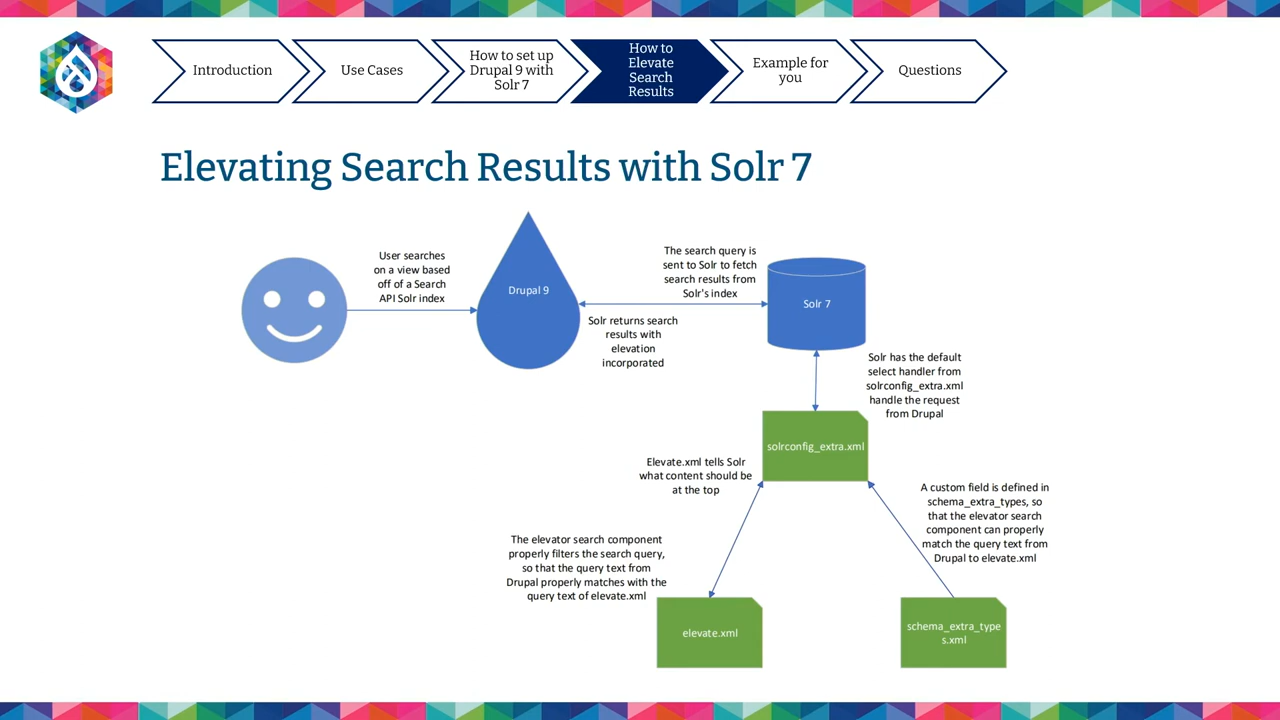 Introduction
Use Cases
How to set up
Drupal 9 with
Solr 7
How to
Elevate
Search
Results
Example for
you
Questions
Elevating Search Results with Solr 7
User searches
on a view based
off of a Search
API Solr index
Drupal 9
The search query is
sent to Solr to fetch
search results from
Solr's index
Solr returns search
results with
elevation
incorporated
Solr 7
Solr has the default
select handler from
solrconfig_extra.xml
handle the request
from Drupal
solrconfig_extra.xml
Elevate.xml tells Solr
what content should be
at the top
A custom field is defined in
schema_extra_types, so
that the elevator search
component can properly
match the query text from
Drupal to elevate.xml
The elevator search component
properly filters the search query,
so that the query text from
Drupal properly matches with the
query text of elevate.xml
elevate.xml
schema_extra_type
s.xml